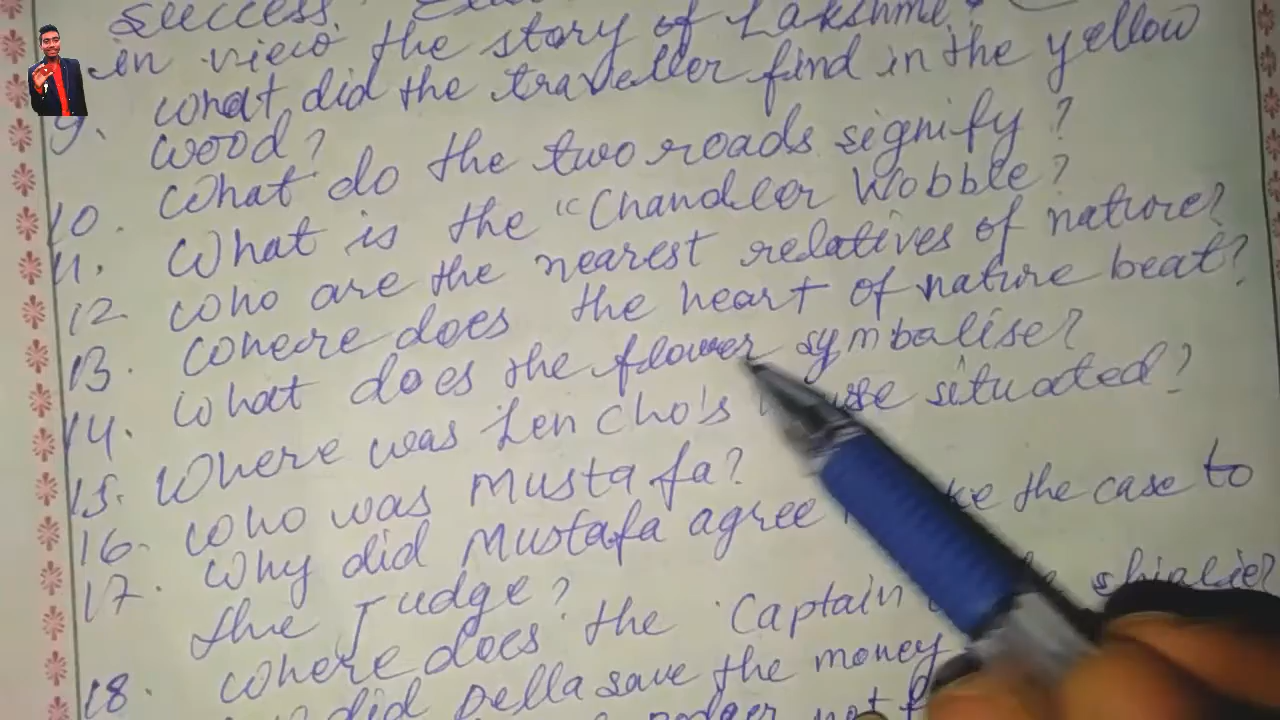 success.
in view the story of Lakshmi.
9. What did the traveller find in the yellow
wood?
10. What do the two roads signify?
11. What is the "Chandler Wobble?
12. Who are the nearest relatives of nature?
13. Where does the heart of nature beat?
14. What does the flower symbalise?
15. Where was Lencho's situated?
16. Who was Mustafa?
17. Why did Mustafa agree the case to
the Judge?
18. Where does the Captain
did Della save the money
not